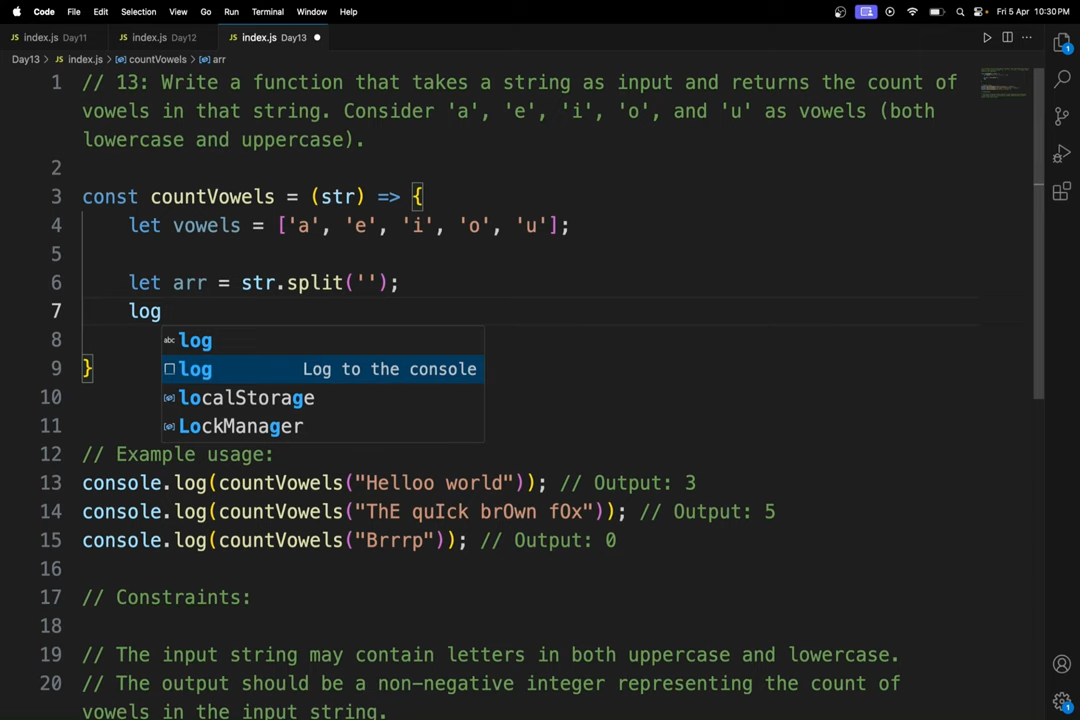 Code File Edit Selection View Go Run Terminal Window Help Fri 5 Apr 10:30 PM
index.js Day11 index.js Day12 index.js Day13
Day13 > index.js > countVowels > arr
1 // 13: Write a function that takes a string as input and returns the count of
vowels in that string. Consider 'a', 'e', 'i', 'o', and 'u' as vowels (both
lowercase and uppercase).
2
3 const countVowels = (str) => {
4 let vowels = ['a', 'e', 'i', 'o', 'u'];
5
6 let arr = str.split('');
7 log
8 abc log
log Log to the console
9 }
10 localStorage
11 LockManager
12 // Example usage:
13 console.log(countVowels("Helloo world")); // Output: 3
14 console.log(countVowels("ThE quIck brOwn fOx")); // Output: 5
15 console.log(countVowels("Brrrp")); // Output: 0
16
17 // Constraints:
18
19 // The input string may contain letters in both uppercase and lowercase.
20 // The output should be a non-negative integer representing the count of
vowels in the input string.
1
1